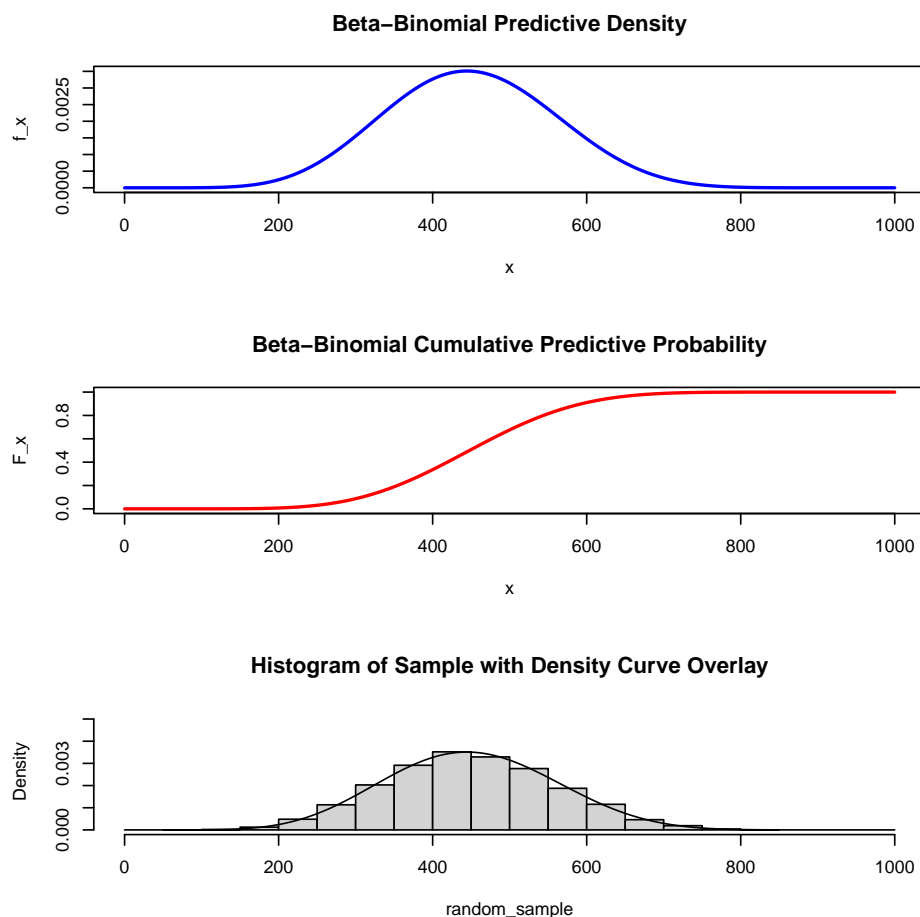 Beta−Binomial Predictive Density
f_x
0.0000 0.0025
0 200 400 600 800 1000
x
Beta−Binomial Cumulative Predictive Probability
F_x
0.0 0.4 0.8
0 200 400 600 800 1000
x
Histogram of Sample with Density Curve Overlay
Density
0.000 0.003
0 200 400 600 800 1000
random_sample